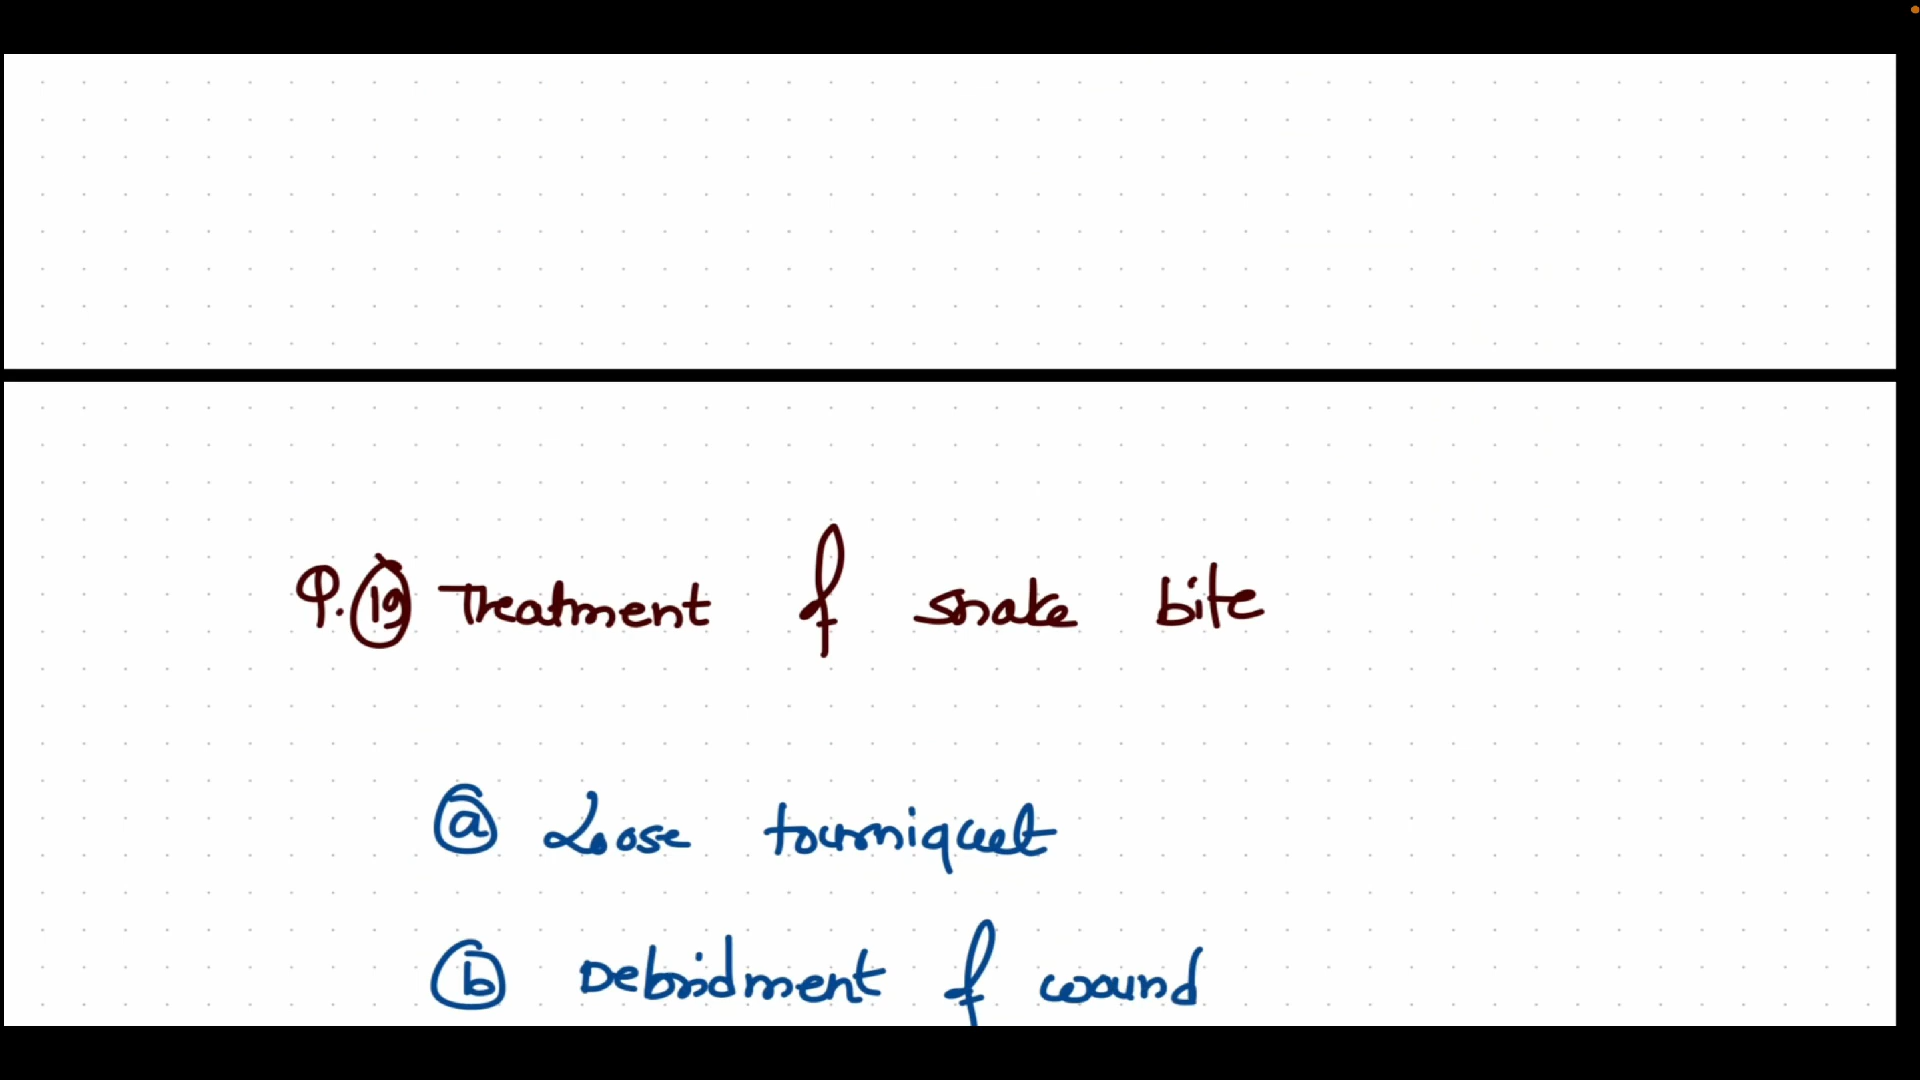 Q. 19 Treatment of snake bite
a Loose tourniquet
b Debridment of wound